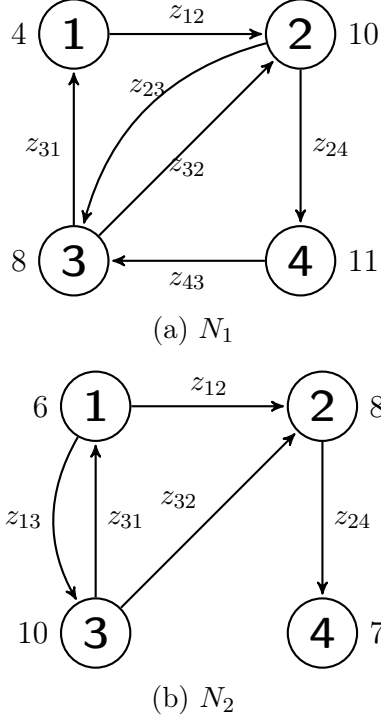 4 1 z12 2 10
z23
z31 z32 z24
8 3 z43 4 11
(a) N1
6 1 z12 2 8
z13 z31 z32 z24
10 3 4 7
(b) N2